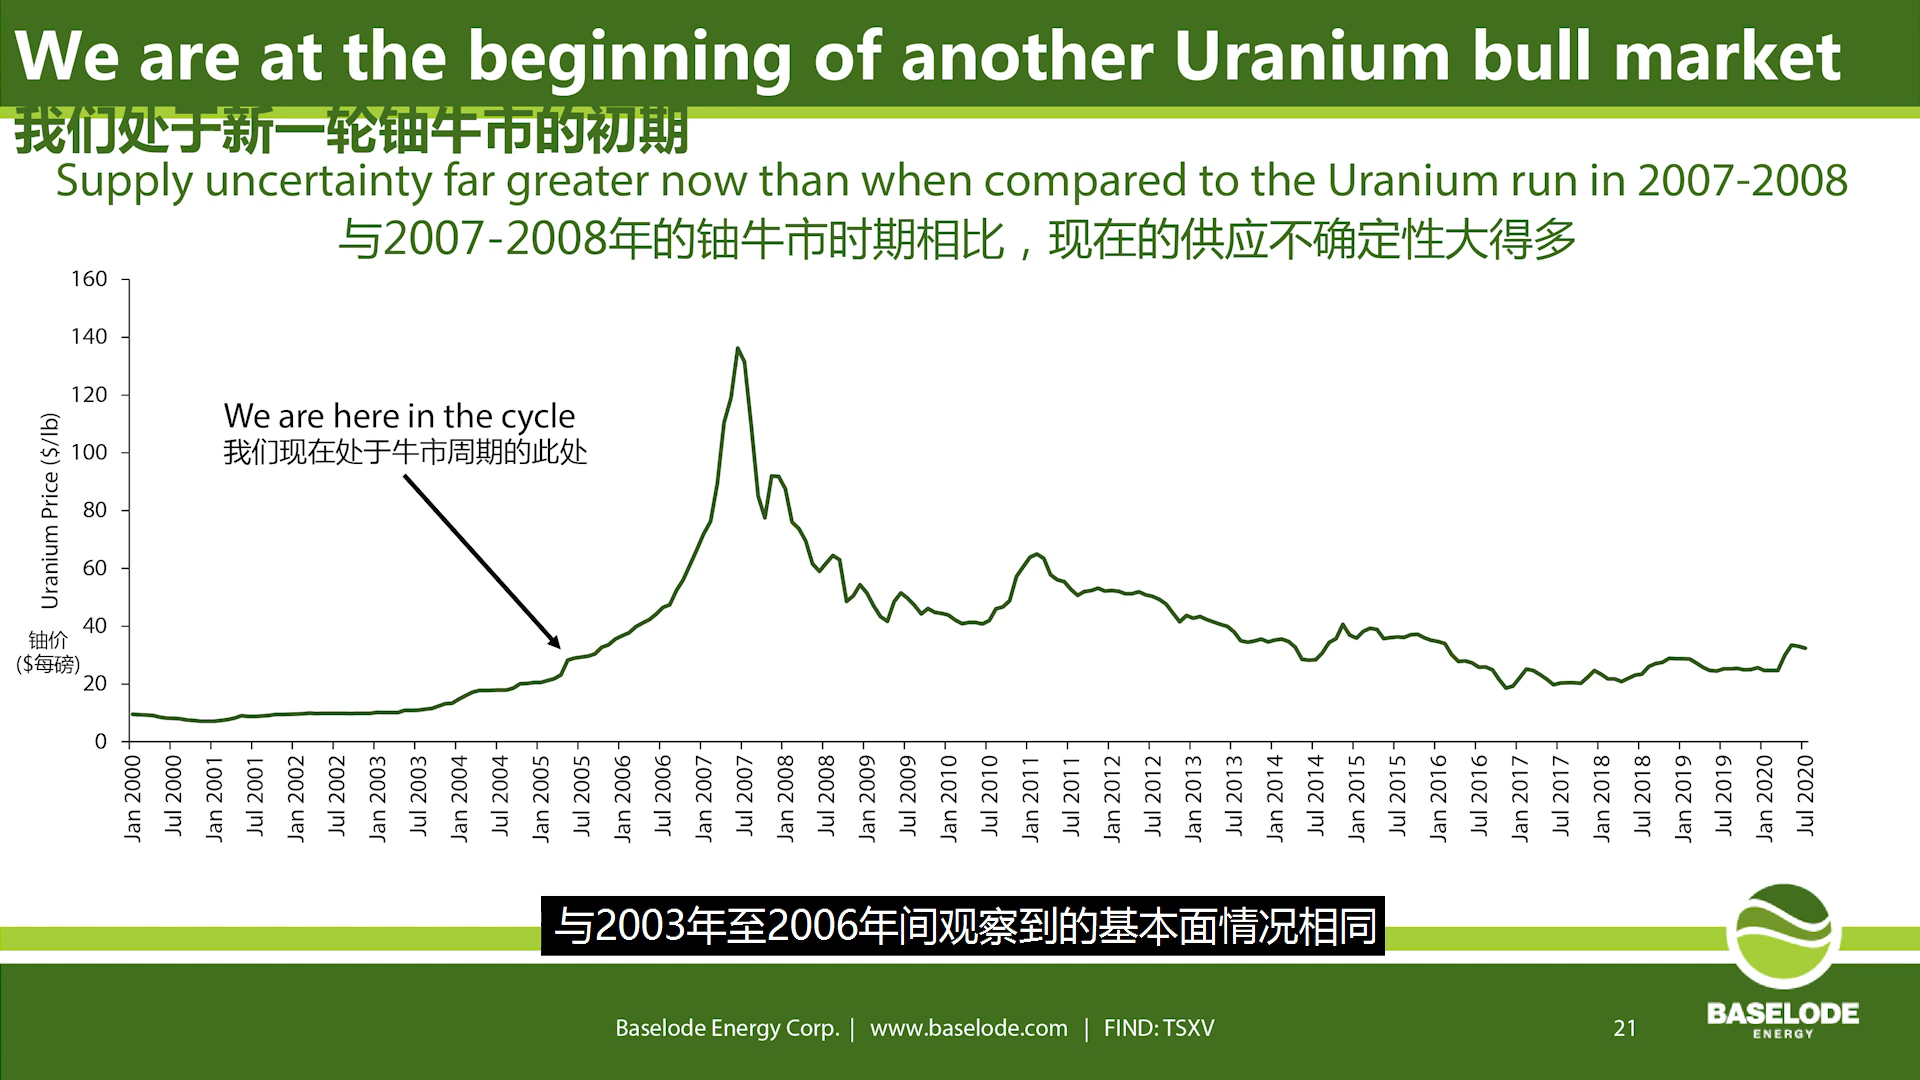 We are at the beginning of another Uranium bull market
我们处于新一轮铀牛市的初期
Supply uncertainty far greater now than when compared to the Uranium run in 2007-2008
与2007-2008年的铀牛市时期相比，现在的供应不确定性大得多
160
140
120
100
80
60
40
20
0
Uranium Price ($/lb)
铀价
($每磅)
We are here in the cycle
我们现在处于牛市周期的此处
Jan 2000
Jul 2000
Jan 2001
Jul 2001
Jan 2002
Jul 2002
Jan 2003
Jul 2003
Jan 2004
Jul 2004
Jan 2005
Jul 2005
Jan 2006
Jul 2006
Jan 2007
Jul 2007
Jan 2008
Jul 2008
Jan 2009
Jul 2009
Jan 2010
Jul 2010
Jan 2011
Jul 2011
Jan 2012
Jul 2012
Jan 2013
Jul 2013
Jan 2014
Jul 2014
Jan 2015
Jul 2015
Jan 2016
Jul 2016
Jan 2017
Jul 2017
Jan 2018
Jul 2018
Jan 2019
Jul 2019
Jan 2020
Jul 2020
与2003年至2006年间观察到的基本面情况相同
Baselode Energy Corp. | www.baselode.com | FIND: TSXV
21
BASELODE
ENERGY